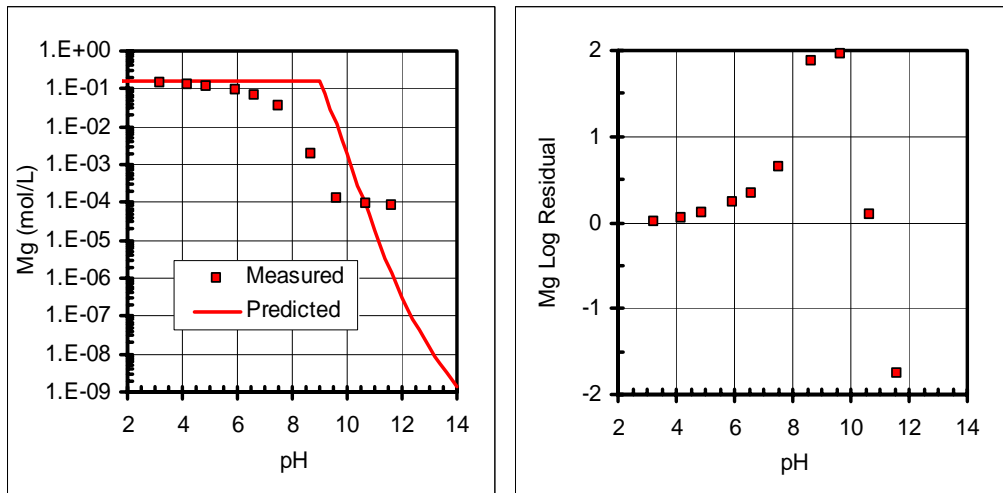 1.E+00
1.E-01
1.E-02
1.E-03
1.E-04
1.E-05
1.E-06
1.E-07
1.E-08
1.E-09
Mg (mol/L)
Measured
Predicted
2 4 6 8 10 12 14
pH
2
1
0
-1
-2
Mg Log Residual
2 4 6 8 10 12 14
pH